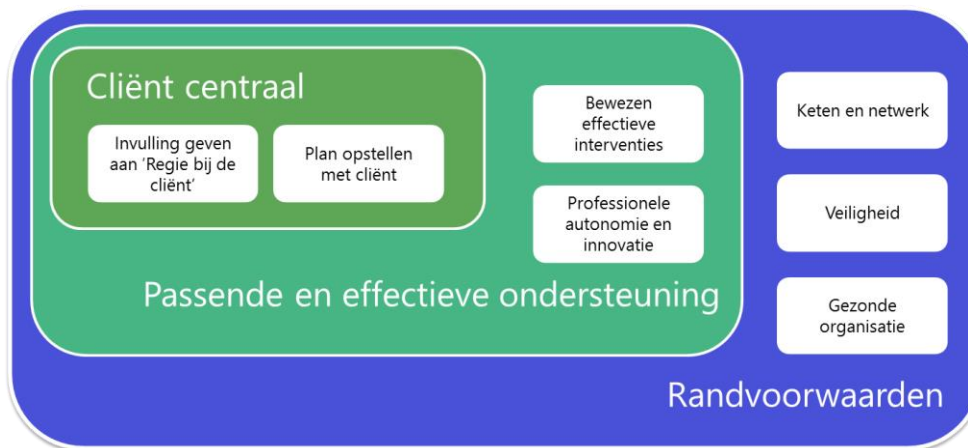 Cliënt centraal
Invulling geven
aan ‘Regie bij de
cliënt’
Plan opstellen
met cliënt
Bewezen
effectieve
interventies
Professionele
autonomie en
innovatie
Passende en effectieve ondersteuning
Keten en netwerk
Veiligheid
Gezonde
organisatie
Randvoorwaarden